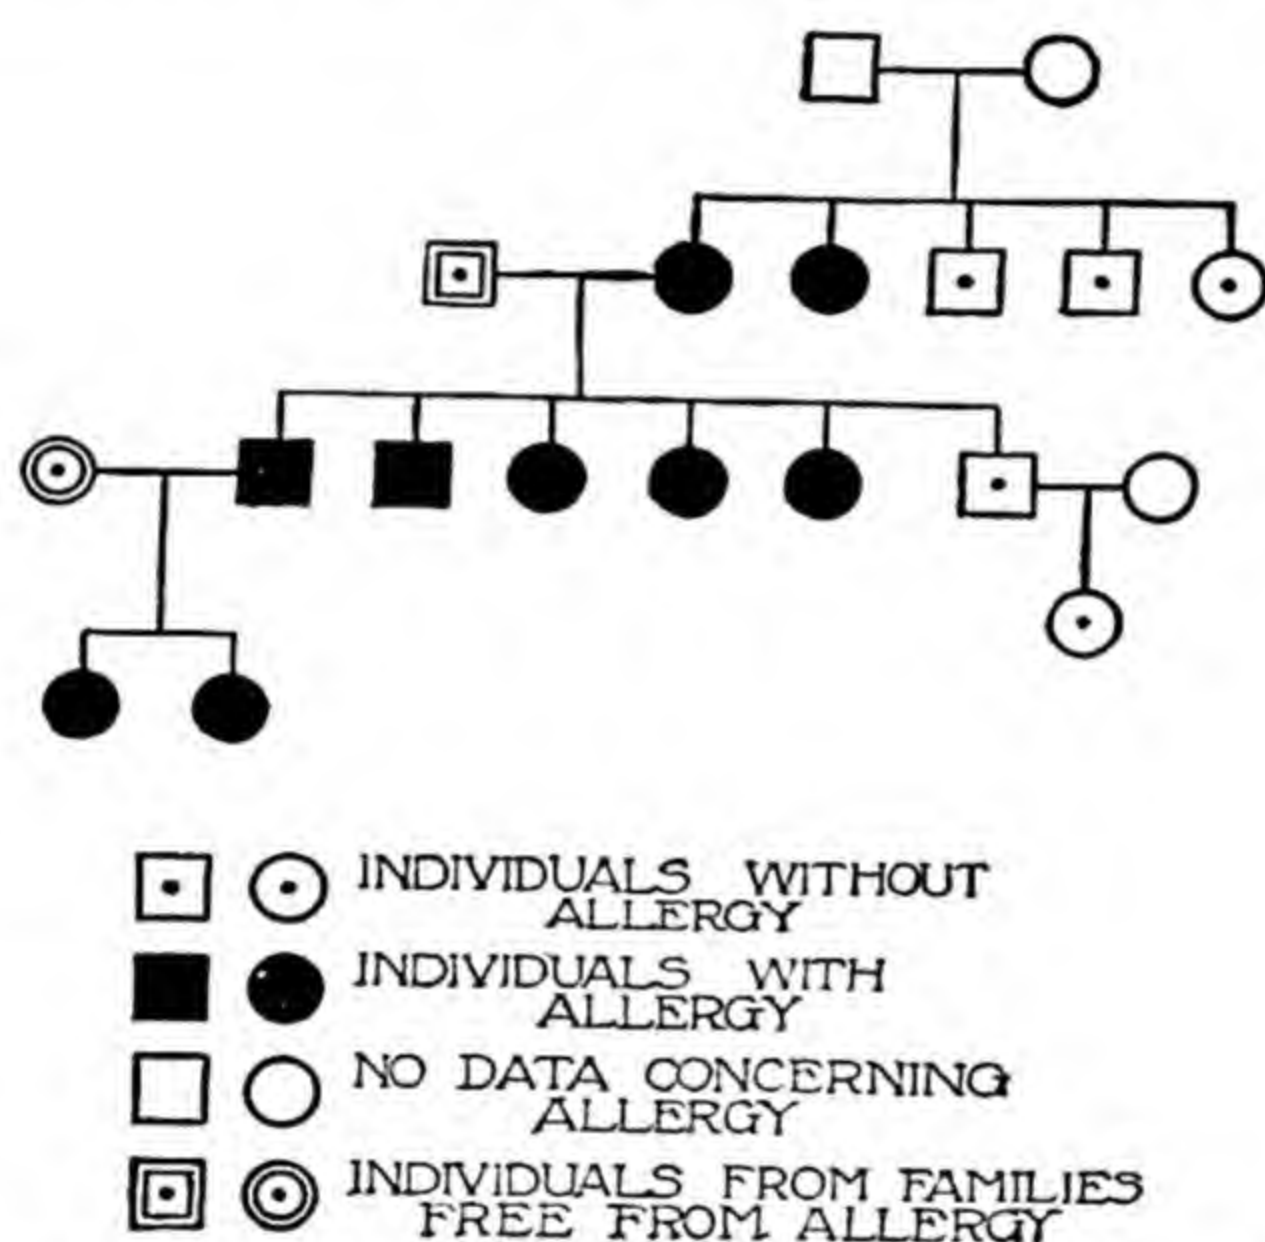 INDIVIDUALS WITHOUT
ALLERGY
INDIVIDUALS WITH
ALLERGY
NO DATA CONCERNING
ALLERGY
INDIVIDUALS FROM FAMILIES
FREE FROM ALLERGY